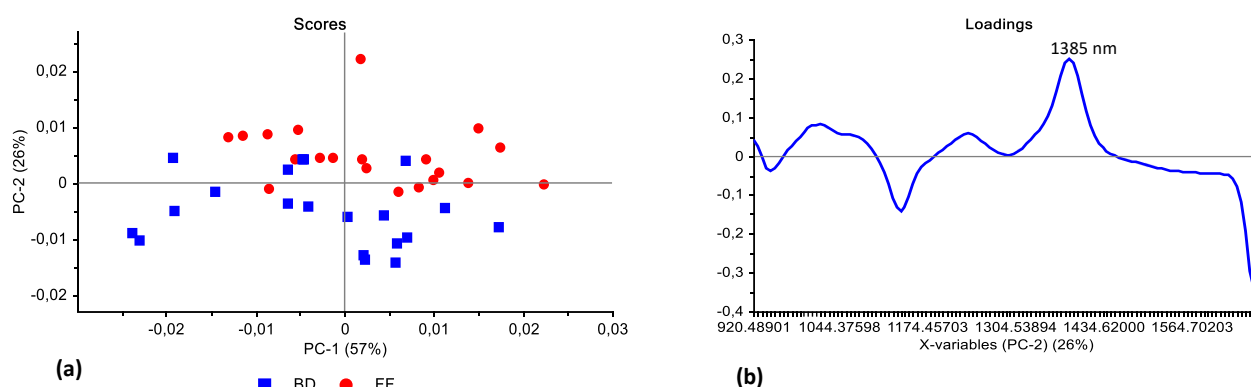 Scores
0,02
0,01
0
-0,01
-0,02
PC-2 (26%)
-0,02 -0,01 0 0,01 0,02 0,03
PC-1 (57%)
(a)
BD
Loadings
0,3
0,2
0,1
0
-0,1
-0,2
-0,3
-0,4
1385 nm
920.488901 1044.37598 1174.45703 1304.53894 1434.62000 1564.70203
X-variables (PC-2) (26%)
(b)